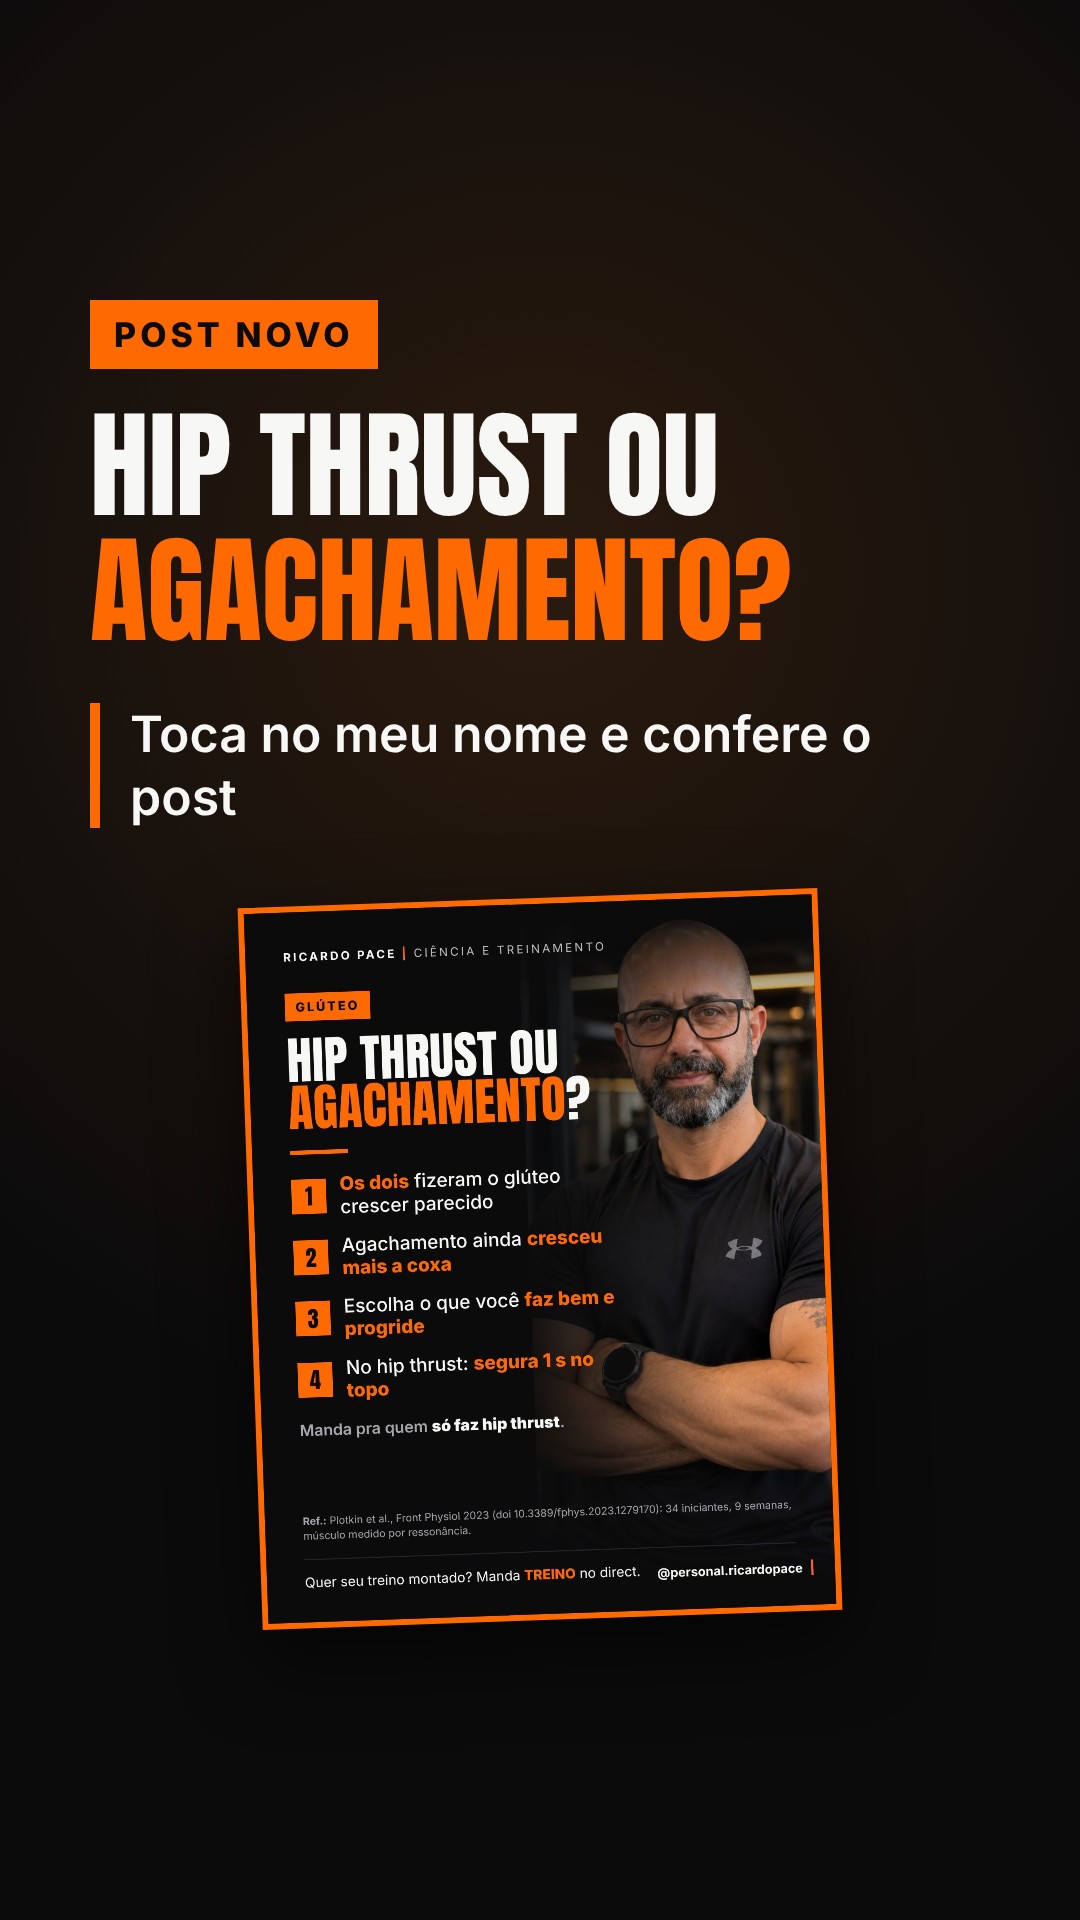 POST NOVO
HIP THRUST OU
AGACHAMENTO?
Toca no meu nome e confere o
post
RICARDO PACE | CIÊNCIA E TREINAMENTO
GLÚTEO
HIP THRUST OU
AGACHAMENTO?
1 Os dois fizeram o glúteo
crescer parecido
2 Agachamento ainda cresceu
mais a coxa
3 Escolha o que você faz bem e
progride
4 No hip thrust: segura 1 s no
topo
Manda pra quem só faz hip thrust.
Ref.: Plotkin et al., Front Physiol 2023 (doi 10.3389/fphys.2023.1279170): 34 iniciantes, 9 semanas,
músculo medido por ressonância.
Quer seu treino montado? Manda TREINO no direct. @personal.ricardopace |